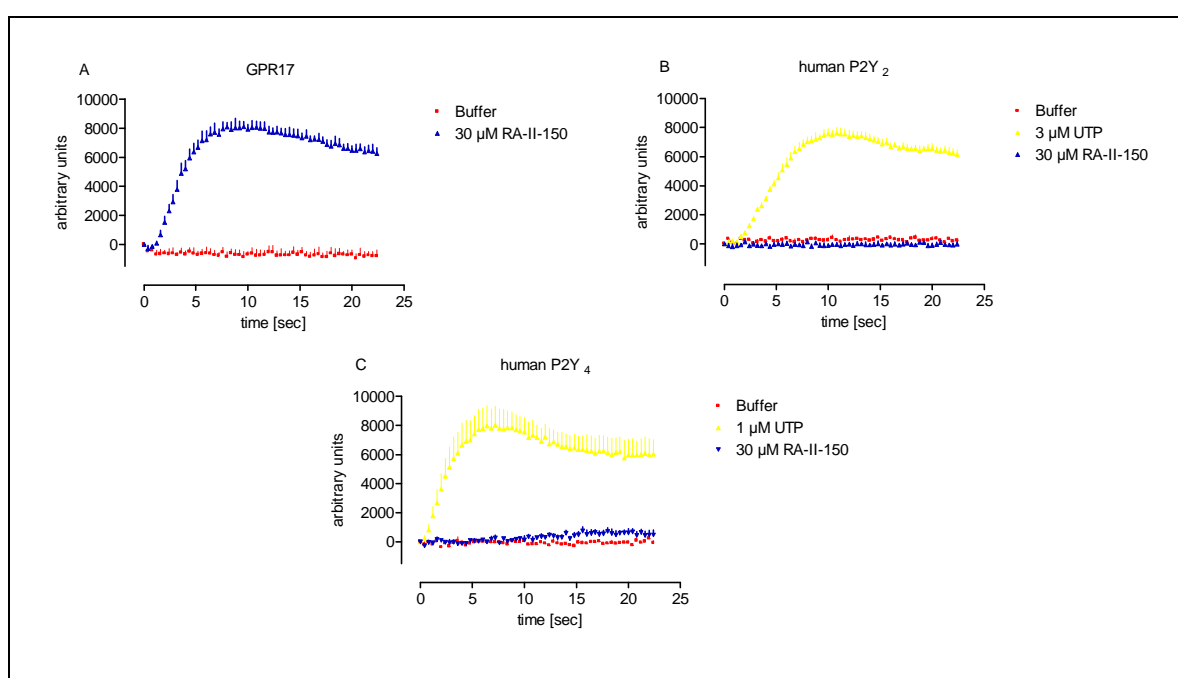 A
GPR17
10000
8000
6000
4000
2000
0
arbitrary units
0 5 10 15 20 25
time [sec]
Buffer
30 µM RA-II-150
B
human P2Y 2
10000
8000
6000
4000
2000
0
arbitrary units
0 5 10 15 20 25
time [sec]
Buffer
3 µM UTP
30 µM RA-II-150
C
human P2Y 4
10000
8000
6000
4000
2000
0
arbitrary units
0 5 10 15 20 25
time [sec]
Buffer
1 µM UTP
30 µM RA-II-150